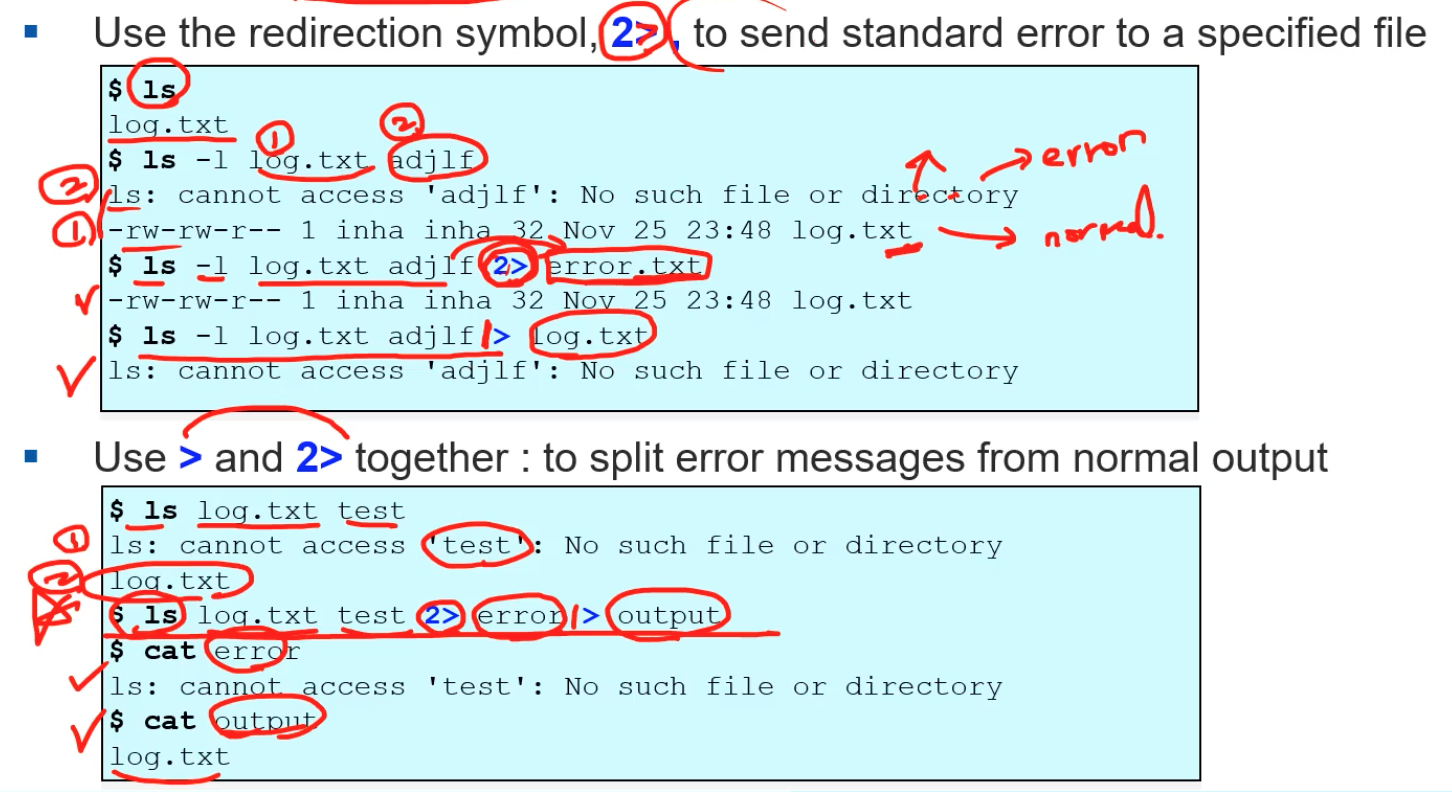 Use the redirection symbol, 2>, to send standard error to a specified file
$ ls
log.txt
① ②
$ ls -l log.txt adjlf
② ls: cannot access 'adjlf': No such file or directory → error
① -rw-rw-r-- 1 inha inha 32 Nov 25 23:48 log.txt → normal.
$ ls -l log.txt adjlf 2> error.txt
-rw-rw-r-- 1 inha inha 32 Nov 25 23:48 log.txt
$ ls -l log.txt adjlf 1> log.txt
ls: cannot access 'adjlf': No such file or directory
Use > and 2> together : to split error messages from normal output
$ ls log.txt test
① ls: cannot access 'test': No such file or directory
② log.txt
$ ls log.txt test 2> error 1> output
$ cat error
ls: cannot access 'test': No such file or directory
$ cat output
log.txt